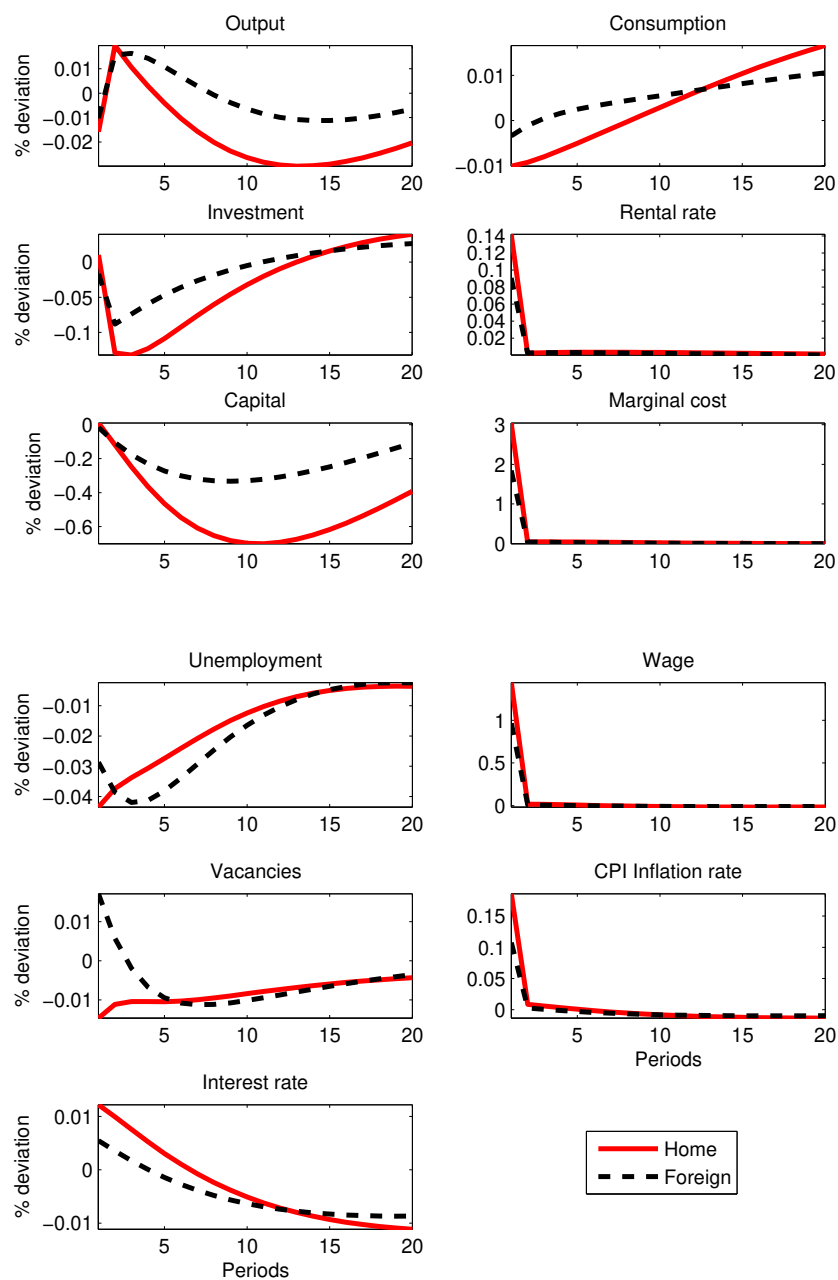 Output
% deviation
0.01
0
−0.01
−0.02
5 10 15 20
Consumption
0.01
0
−0.01
5 10 15 20
Investment
% deviation
0
−0.05
−0.1
5 10 15 20
Rental rate
0.14
0.12
0.1
0.08
0.06
0.04
0.02
5 10 15 20
Capital
% deviation
0
−0.2
−0.4
−0.6
5 10 15 20
Marginal cost
3
2
1
0
5 10 15 20
Unemployment
% deviation
−0.01
−0.02
−0.03
−0.04
5 10 15 20
Wage
1
0.5
0
5 10 15 20
Vacancies
% deviation
0.01
0
−0.01
5 10 15 20
CPI Inflation rate
0.15
0.1
0.05
0
5 10 15 20
Periods
Interest rate
% deviation
0.01
0
−0.01
5 10 15 20
Periods
Home
Foreign